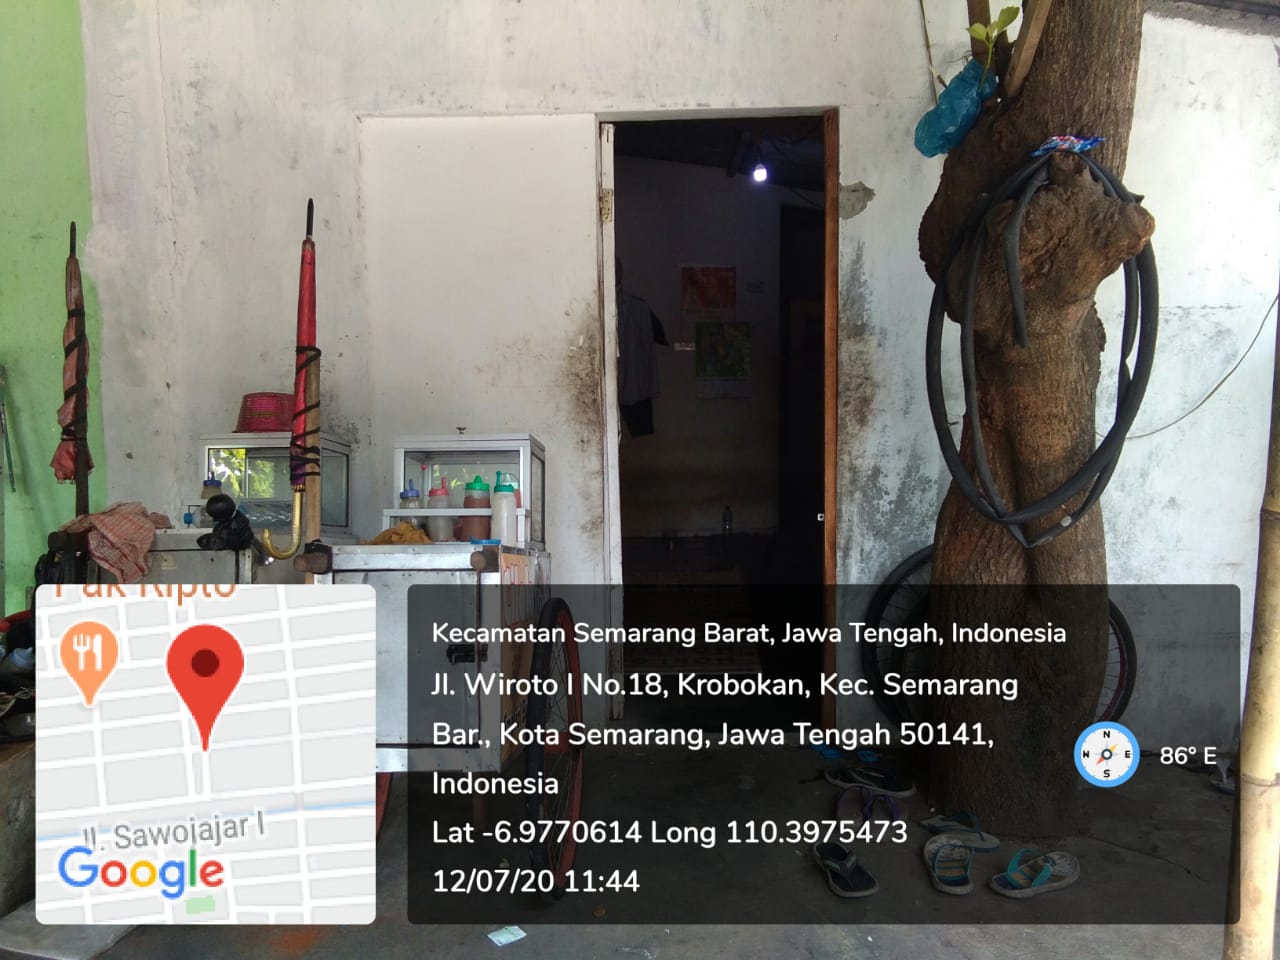 Pak Ripto
Jl. Sawojajar I
Google
Kecamatan Semarang Barat, Jawa Tengah, Indonesia
Jl. Wiroto I No.18, Krobokan, Kec. Semarang
Bar., Kota Semarang, Jawa Tengah 50141,
Indonesia
Lat -6.9770614 Long 110.3975473
12/07/20 11:44
N
W E
S
86° E